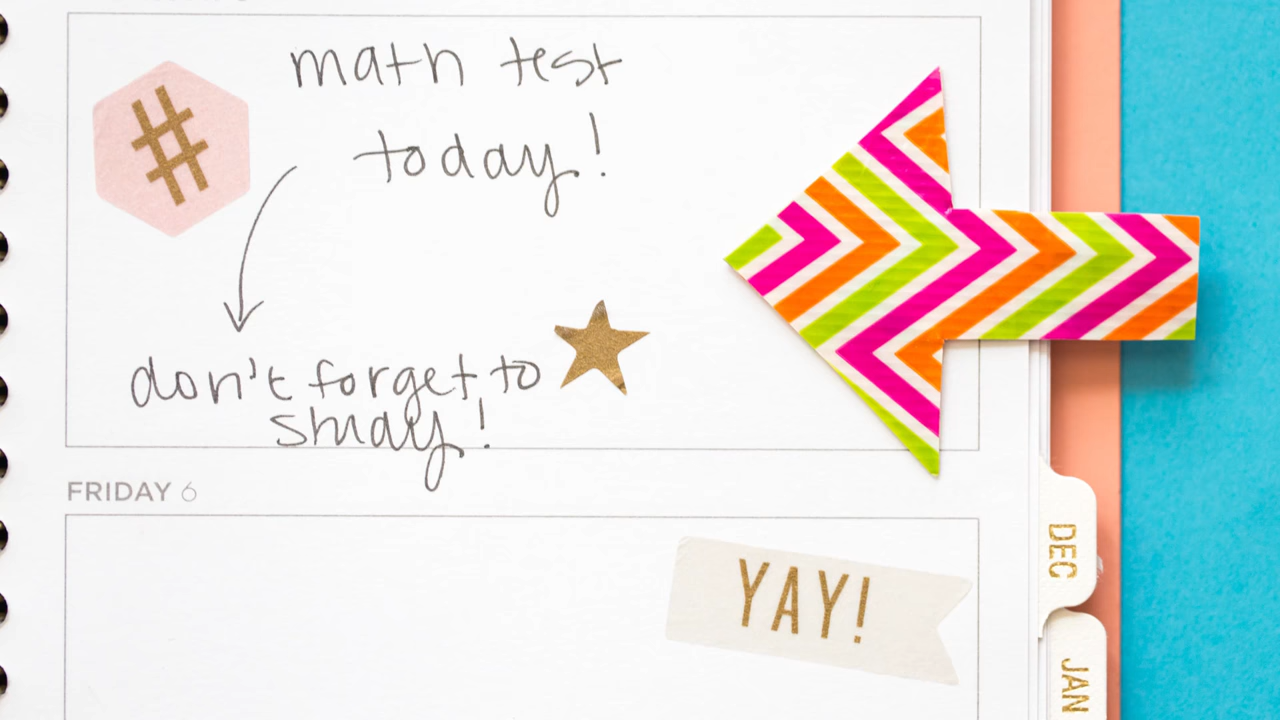 #
math test
today!
don't forget to
study!
FRIDAY 6
YAY!
DEC
JAN